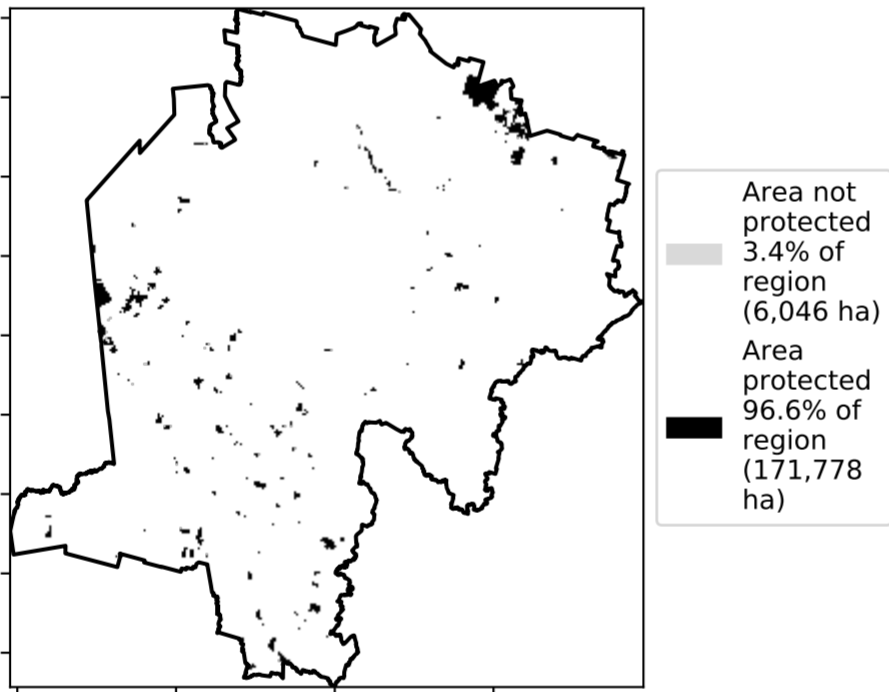 Area not
protected
3.4% of
region
(6,046 ha)
Area
protected
96.6% of
region
(171,778
ha)